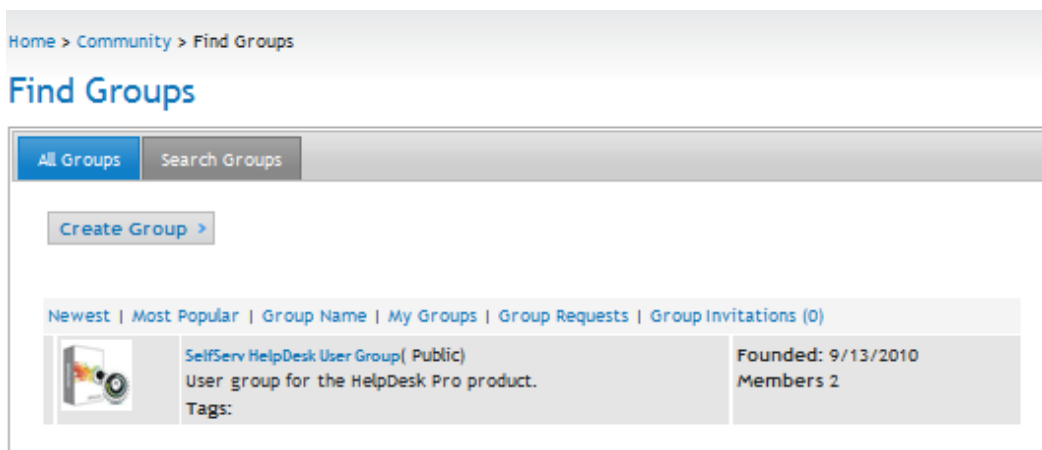 Home > Community > Find Groups
Find Groups
All Groups Search Groups
Create Group >
Newest | Most Popular | Group Name | My Groups | Group Requests | Group Invitations (0)
SelfServ HelpDesk User Group( Public) Founded: 9/13/2010
User group for the HelpDesk Pro product. Members 2
Tags: